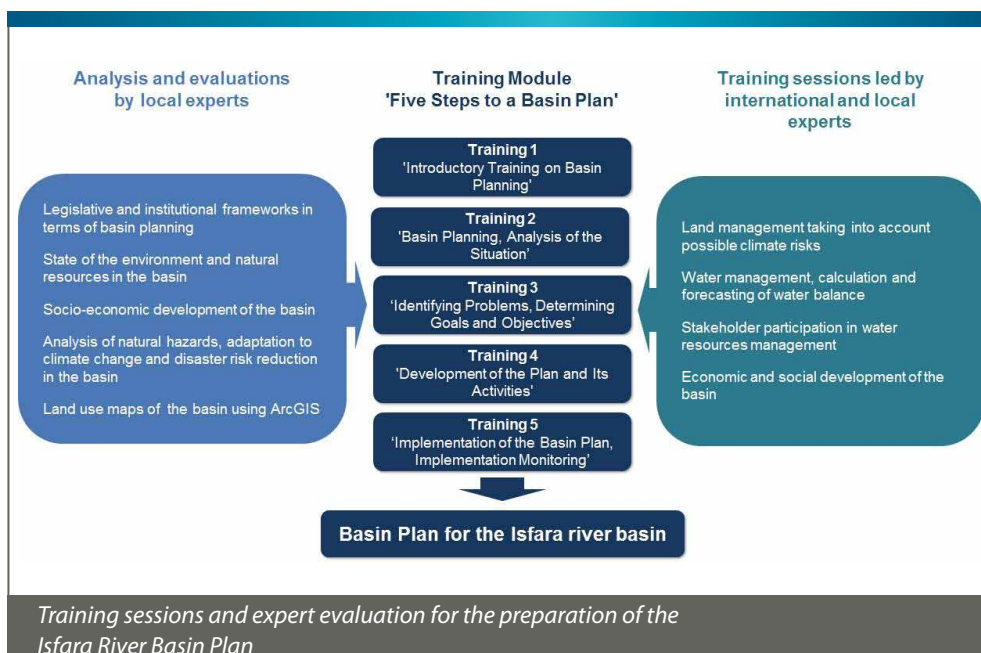 Analysis and evaluations
by local experts
Legislative and institutional frameworks in
terms of basin planning
State of the environment and natural
resources in the basin
Socio-economic development of the basin
Analysis of natural hazards, adaptation to
climate change and disaster risk reduction
in the basin
Land use maps of the basin using ArcGIS
Training Module
'Five Steps to a Basin Plan'
Training 1
'Introductory Training on Basin
Planning'
Training 2
'Basin Planning, Analysis of the
Situation’
Training 3
‘Identifying Problems, Determining
Goals and Objectives’
Training 4
'Development of the Plan and Its
Activities'
Training 5
‘Implementation of the Basin Plan,
Implementation Monitoring’
Basin Plan for the Isfara river basin
Training sessions led by
international and local
experts
Land management taking into account
possible climate risks
Water management, calculation and
forecasting of water balance
Stakeholder participation in water
resources management
Economic and social development of the
basin
Training sessions and expert evaluation for the preparation of the
Isfara River Basin Plan